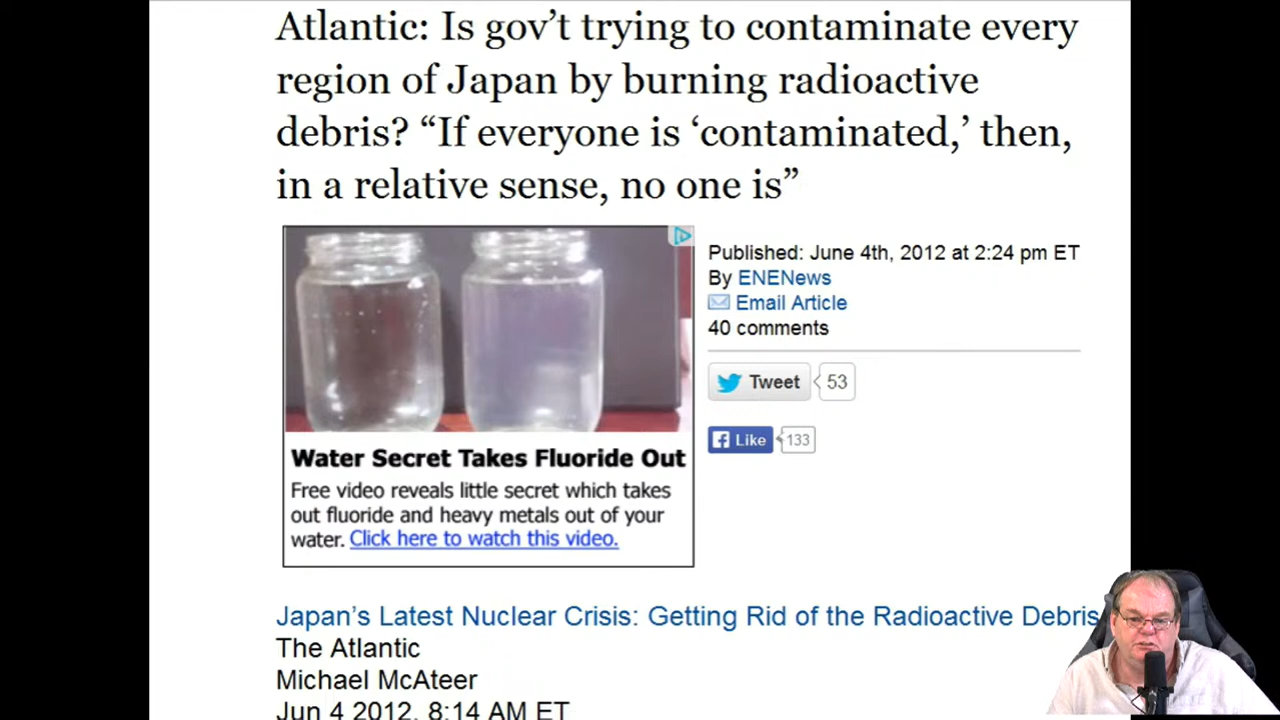 Atlantic: Is gov’t trying to contaminate every
region of Japan by burning radioactive
debris? “If everyone is ‘contaminated,’ then,
in a relative sense, no one is”
Published: June 4th, 2012 at 2:24 pm ET
By ENENews
Email Article
40 comments
Tweet 53
Like 133
Water Secret Takes Fluoride Out
Free video reveals little secret which takes
out fluoride and heavy metals out of your
water. Click here to watch this video.
Japan’s Latest Nuclear Crisis: Getting Rid of the Radioactive Debris
The Atlantic
Michael McAteer
Jun 4 2012, 8:14 AM ET